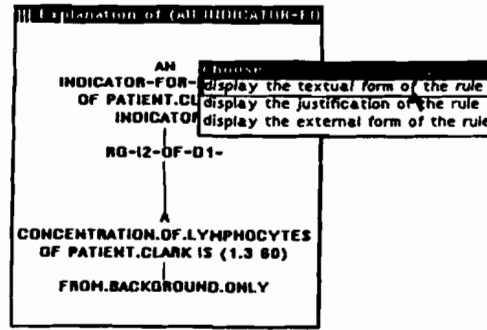 Explanation of (AN INDICATOR-FO
AN
INDICATOR-FOR-
OF PATIENT.CL
INDICATO
Choose
display the textual form of the rule
display the justification of the rule
display the external form of the rule
RG-I2-OF-D1-
A
CONCENTRATION.OF.LYMPHOCYTES
OF PATIENT.CLARK IS (1.3 60)
FROM.BACKGROUND.ONLY